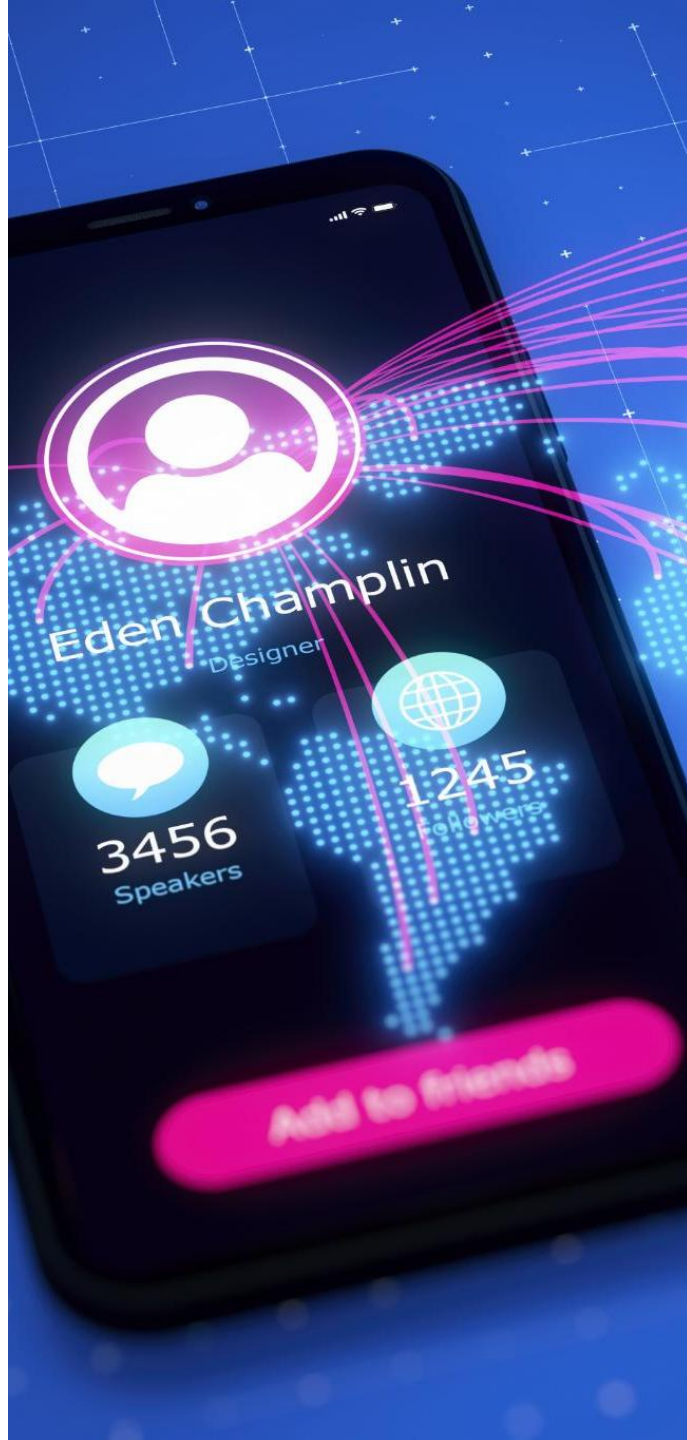 Eden Champlin
Designer
3456
Speakers
1245
Followers
Add to friends